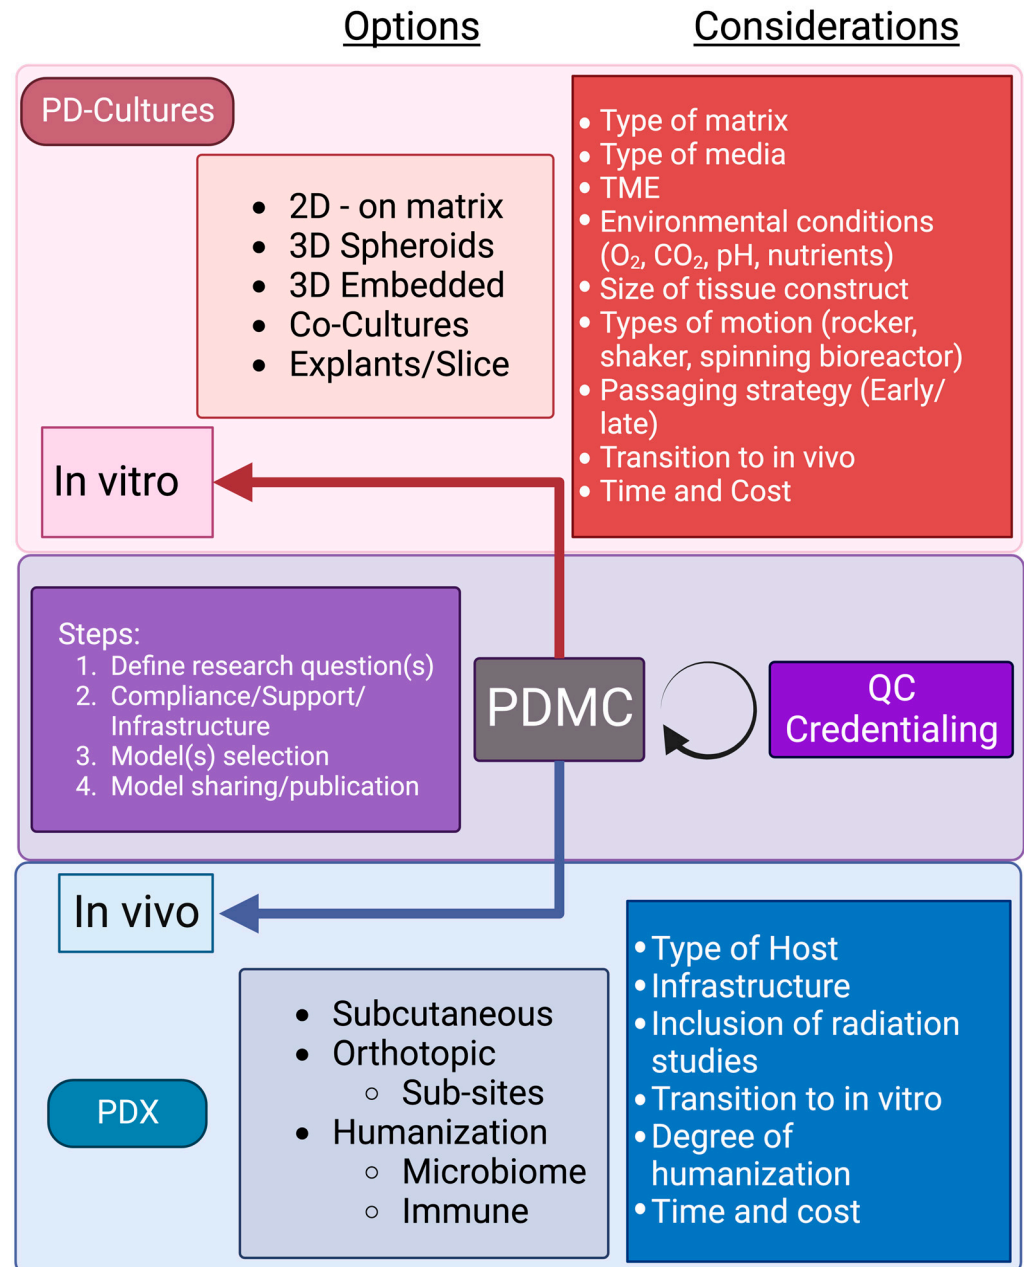 Options
Considerations
PD-Cultures
• 2D - on matrix
• 3D Spheroids
• 3D Embedded
• Co-Cultures
• Explants/Slice
• Type of matrix
• Type of media
• TME
• Environmental conditions
(O₂, CO₂, pH, nutrients)
• Size of tissue construct
• Types of motion (rocker,
shaker, spinning bioreactor)
• Passaging strategy (Early/
late)
• Transition to in vivo
• Time and Cost
In vitro
Steps:
1. Define research question(s)
2. Compliance/Support/
Infrastructure
3. Model(s) selection
4. Model sharing/publication
PDMC
QC
Credentialing
In vivo
PDX
• Subcutaneous
• Orthotopic
○ Sub-sites
• Humanization
○ Microbiome
○ Immune
• Type of Host
• Infrastructure
• Inclusion of radiation
studies
• Transition to in vitro
• Degree of
humanization
• Time and cost